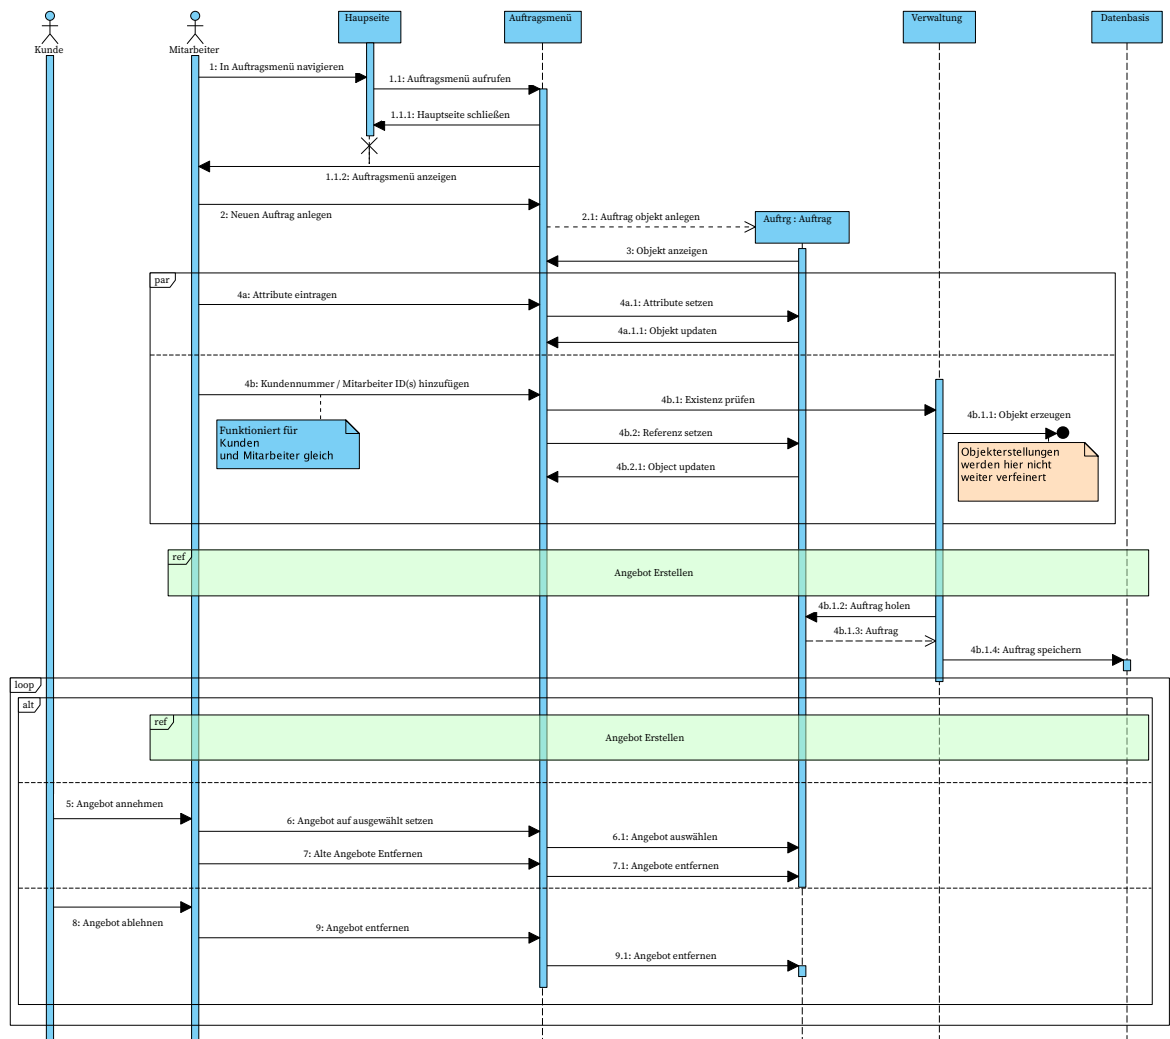 Kunde
Mitarbeiter
Haupseite
Auftragsmenü
Verwaltung
Datenbasis
1: In Auftragsmenü navigieren
1.1: Auftragsmenü aufrufen
1.1.1: Hauptseite schließen
1.1.2: Auftragsmenü anzeigen
2: Neuen Auftrag anlegen
2.1: Auftrag objekt anlegen
Auftrg : Auftrag
3: Objekt anzeigen
par
4a: Attribute eintragen
4a.1: Attribute setzen
4a.1.1: Objekt updaten
4b: Kundennummer / Mitarbeiter ID(s) hinzufügen
4b.1: Existenz prüfen
4b.1.1: Objekt erzeugen
Funktioniert für
Kunden
und Mitarbeiter gleich
4b.2: Referenz setzen
Objekterstellungen
werden hier nicht
weiter verfeinert
4b.2.1: Object updaten
ref
Angebot Erstellen
4b.1.2: Auftrag holen
4b.1.3: Auftrag
4b.1.4: Auftrag speichern
loop
alt
ref
Angebot Erstellen
5: Angebot annehmen
6: Angebot auf ausgewählt setzen
6.1: Angebot auswählen
7: Alte Angebote Entfernen
7.1: Angebote entfernen
8: Angebot ablehnen
9: Angebot entfernen
9.1: Angebot entfernen